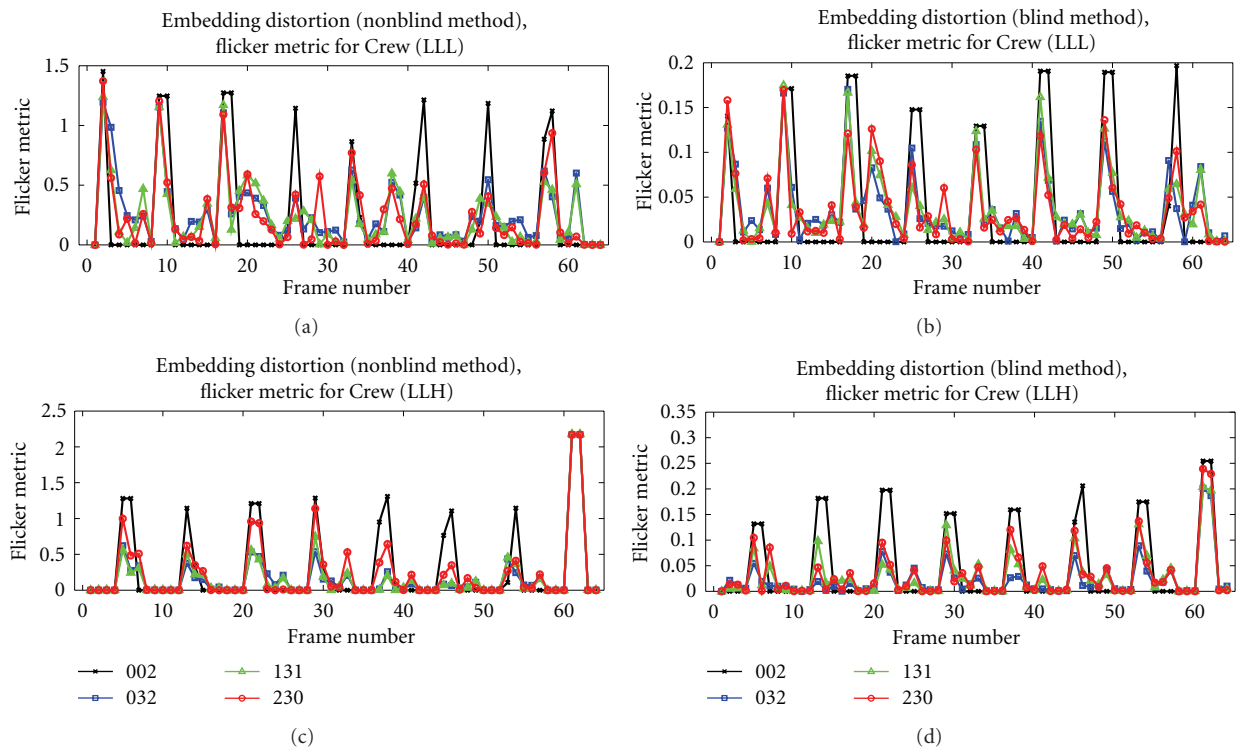 Embedding distortion (nonblind method),
flicker metric for Crew (LLL)
1.5
1
0.5
0
Flicker metric
0 10 20 30 40 50 60
Frame number
(a)
Embedding distortion (blind method),
flicker metric for Crew (LLL)
0.2
0.15
0.1
0.05
0
Flicker metric
0 10 20 30 40 50 60
Frame number
(b)
Embedding distortion (nonblind method),
flicker metric for Crew (LLH)
2.5
2
1.5
1
0.5
0
Flicker metric
0 10 20 30 40 50 60
Frame number
002 131
032 230
(c)
Embedding distortion (blind method),
flicker metric for Crew (LLH)
0.35
0.3
0.25
0.2
0.15
0.1
0.05
0
Flicker metric
0 10 20 30 40 50 60
Frame number
(d)